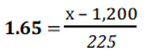 1.65 = x – 1,200 / 225